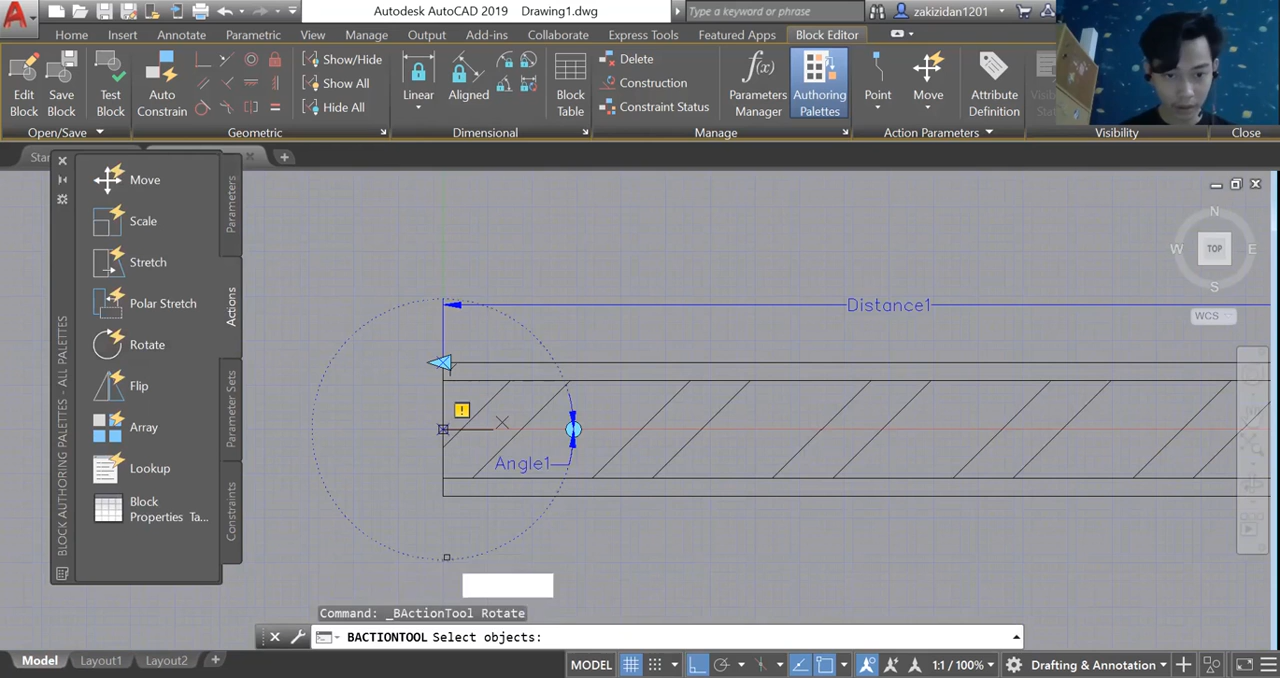 Autodesk AutoCAD 2019 Drawing1.dwg
Type a keyword or phrase
zakizidan1201
Home Insert Annotate Parametric View Manage Output Add-ins Collaborate Express Tools Featured Apps Block Editor
Edit Block
Save Block
Test Block
Auto Constrain
Show/Hide
Show All
Hide All
Linear
Aligned
Block Table
Delete
Construction
Constraint Status
Parameters Manager
Authoring Palettes
Point
Move
Attribute Definition
Open/Save Geometric Dimensional Manage Action Parameters Visibility Close
Move
Scale
Stretch
Polar Stretch
Rotate
Flip
Array
Lookup
Block
Properties Ta...
Parameters
Actions
Parameter Sets
Constraints
BLOCK AUTHORING PALETTES - ALL PALETTES
Distance1
Angle1
N
W TOP E
S
WCS
Command: _BActionTool Rotate
BACTIONTOOL Select objects:
Model Layout1 Layout2 +
MODEL 1:1 / 100% Drafting & Annotation